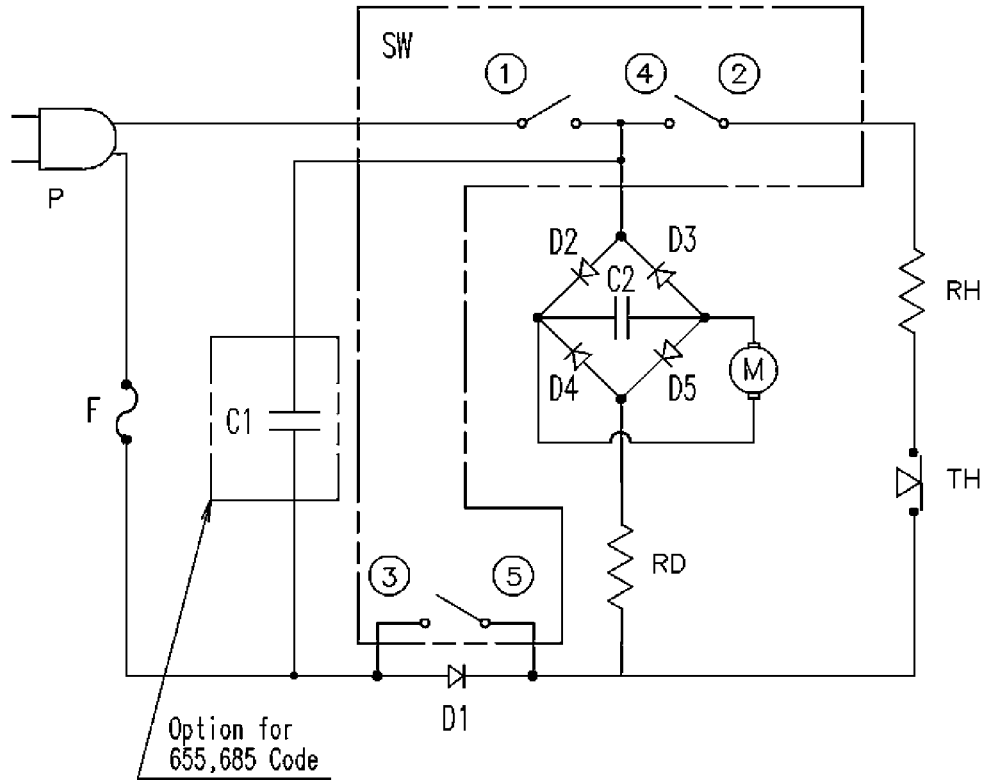 SW
①
④
②
P
D2
D3
C2
RH
D4
D5
M
F
C1
TH
RD
③
⑤
D1
Option for
655,685 Code